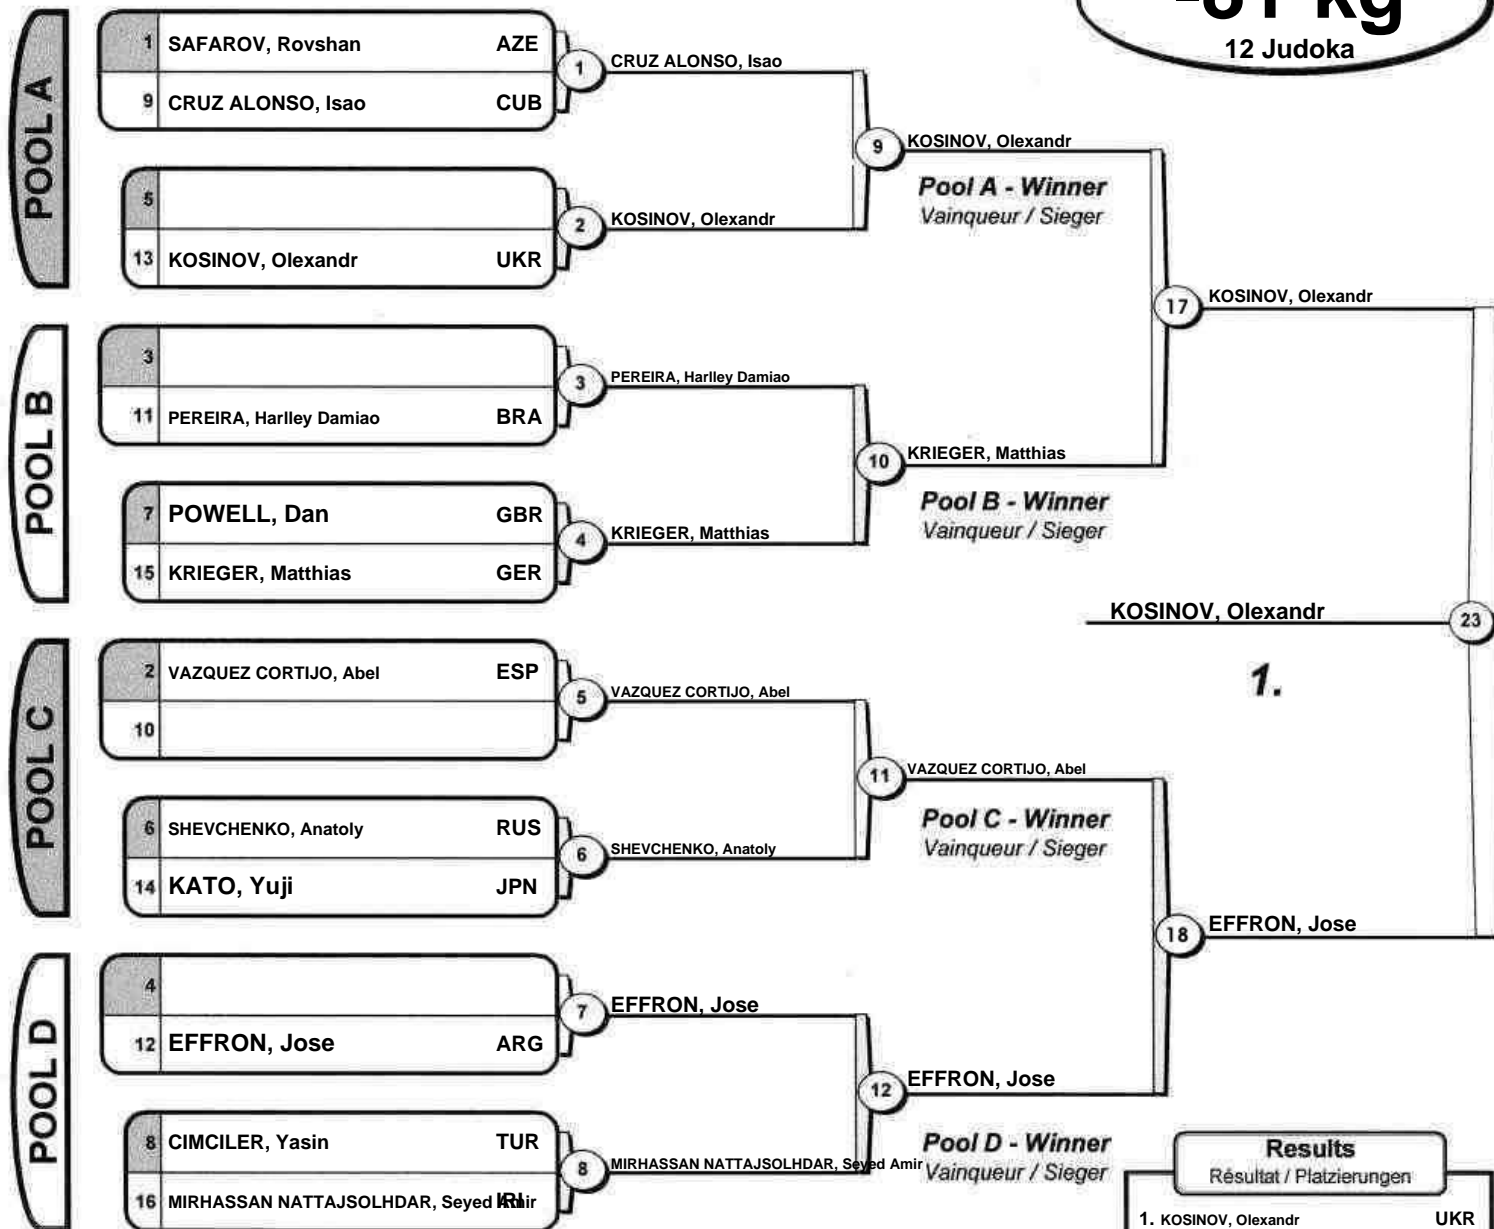 -81 kg
12 Judoka
POOL A
1 SAFAROV, Rovshan AZE
9 CRUZ ALONSO, Isao CUB
1 CRUZ ALONSO, Isao
5
13 KOSINOV, Olexandr UKR
2 KOSINOV, Olexandr
9 KOSINOV, Olexandr
Pool A - Winner
Vainqueur / Sieger
POOL B
3
11 PEREIRA, Harlley Damiao BRA
3 PEREIRA, Harlley Damiao
7 POWELL, Dan GBR
15 KRIEGER, Matthias GER
4 KRIEGER, Matthias
10 KRIEGER, Matthias
Pool B - Winner
Vainqueur / Sieger
17 KOSINOV, Olexandr
KOSINOV, Olexandr 23
1.
POOL C
2 VAZQUEZ CORTIJO, Abel ESP
10
5 VAZQUEZ CORTIJO, Abel
6 SHEVCHENKO, Anatoly RUS
14 KATO, Yuji JPN
6 SHEVCHENKO, Anatoly
11 VAZQUEZ CORTIJO, Abel
Pool C - Winner
Vainqueur / Sieger
18 EFFRON, Jose
POOL D
4
12 EFFRON, Jose ARG
7 EFFRON, Jose
8 CIMCILER, Yasin TUR
16 MIRHASSAN NATTAJSOLHDAR, Seyed Amir IRI
8 MIRHASSAN NATTAJSOLHDAR, Seyed Amir
12 EFFRON, Jose
Pool D - Winner
Vainqueur / Sieger
Results
Résultat / Platzierungen
1. KOSINOV, Olexandr UKR